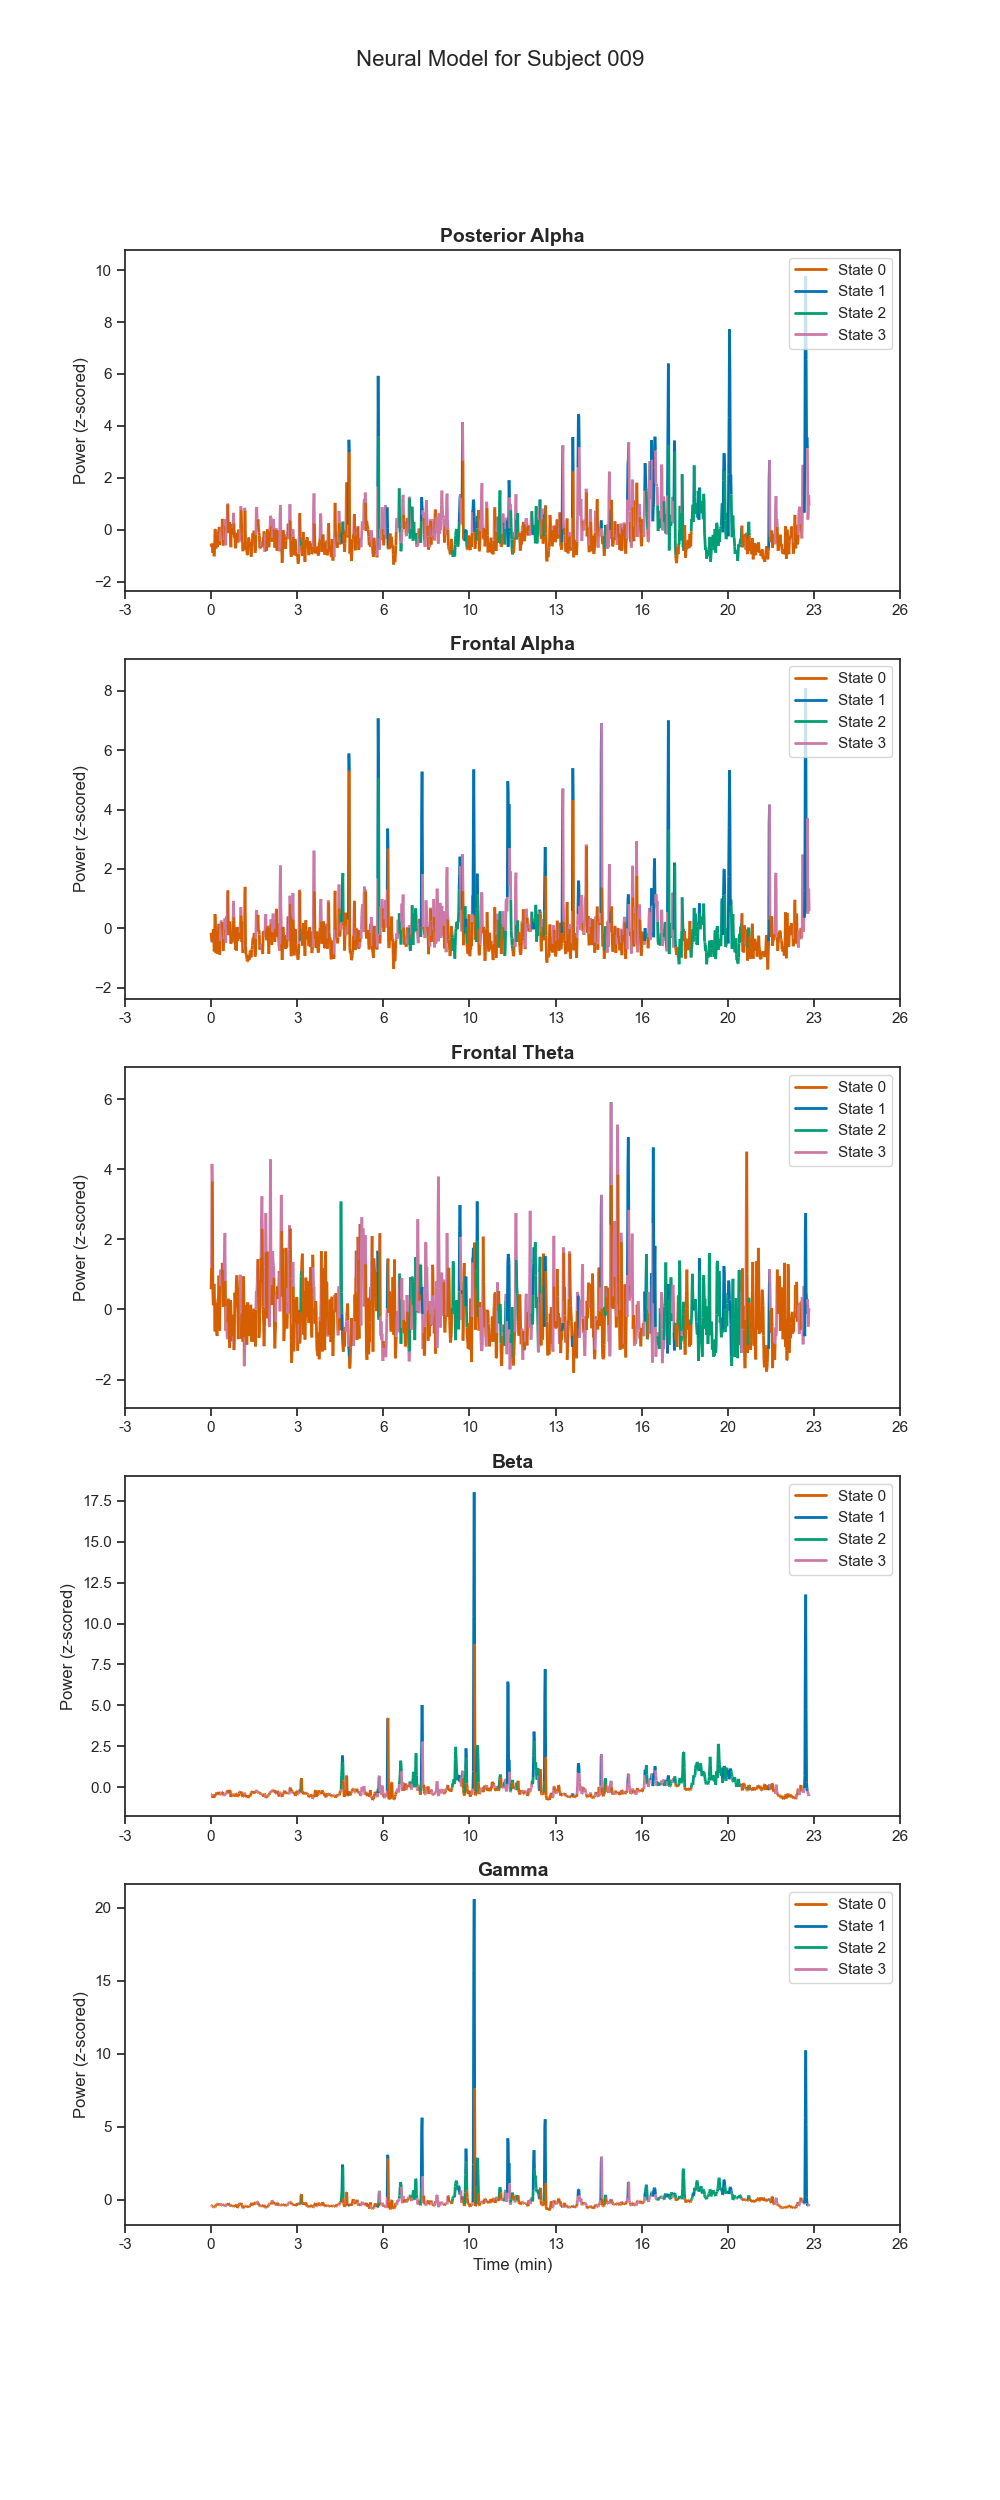 Neural Model for Subject 009
Posterior Alpha
Power (z-scored)
10
8
6
4
2
0
−2
-3 0 3 6 10 13 16 20 23 26
State 0
State 1
State 2
State 3
Frontal Alpha
Power (z-scored)
8
6
4
2
0
−2
-3 0 3 6 10 13 16 20 23 26
State 0
State 1
State 2
State 3
Frontal Theta
Power (z-scored)
6
4
2
0
−2
-3 0 3 6 10 13 16 20 23 26
State 0
State 1
State 2
State 3
Beta
Power (z-scored)
17.5
15.0
12.5
10.0
7.5
5.0
2.5
0.0
-3 0 3 6 10 13 16 20 23 26
State 0
State 1
State 2
State 3
Gamma
Power (z-scored)
20
15
10
5
0
-3 0 3 6 10 13 16 20 23 26
State 0
State 1
State 2
State 3
Time (min)